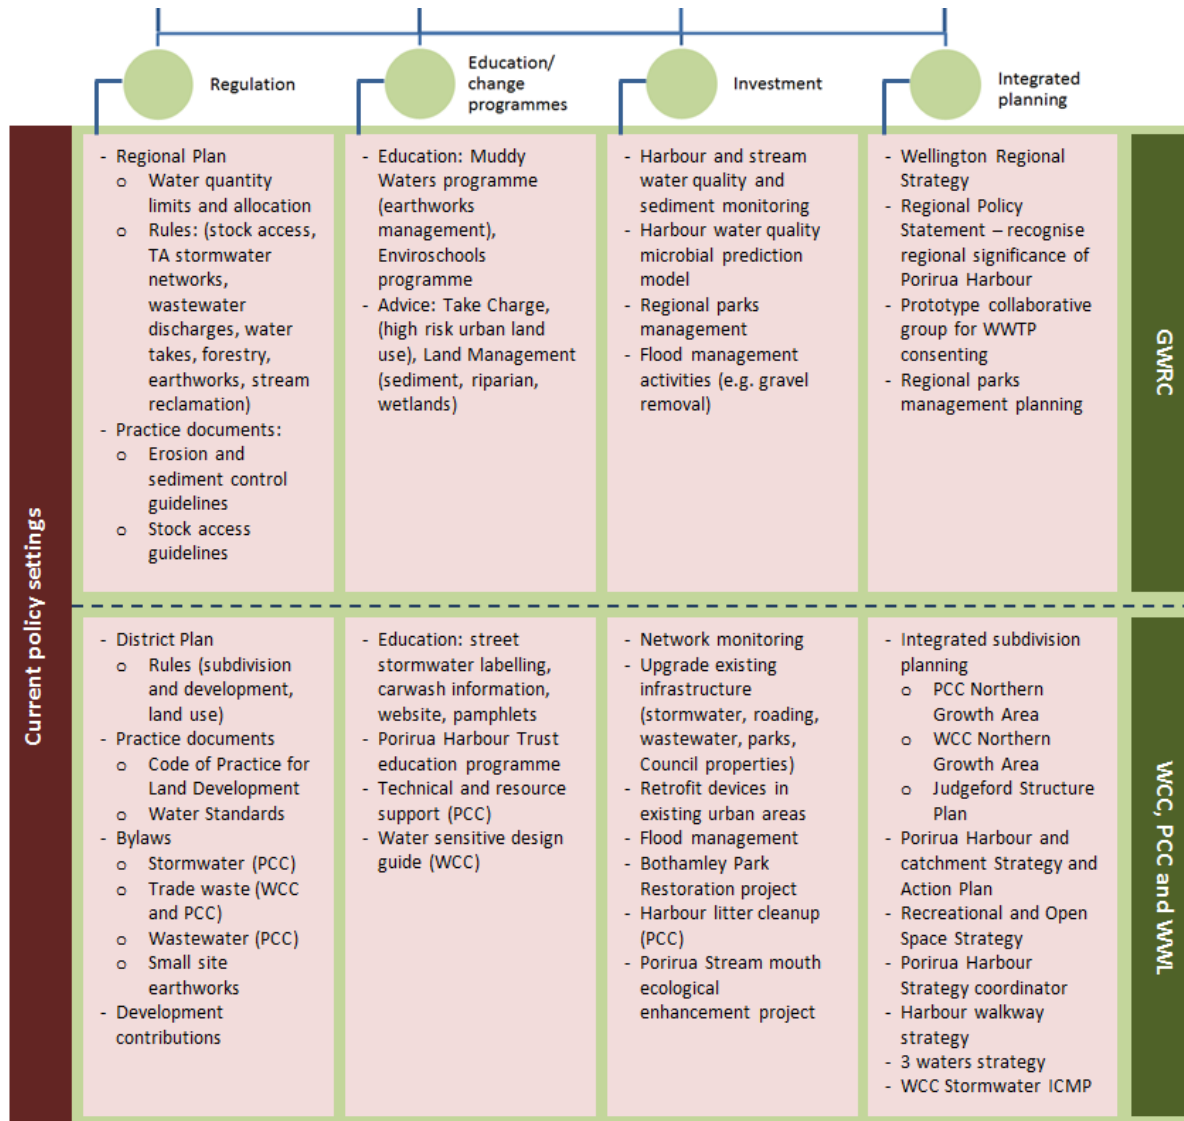 Regulation
Education/
change
programmes
Investment
Integrated
planning
Current policy settings
- Regional Plan
o Water quantity
limits and allocation
o Rules: (stock access,
TA stormwater
networks,
wastewater
discharges, water
takes, forestry,
earthworks, stream
reclamation)
- Practice documents:
o Erosion and
sediment control
guidelines
o Stock access
guidelines
- Education: Muddy
Waters programme
(earthworks
management),
Enviroschools
programme
- Advice: Take Charge,
(high risk urban land
use), Land Management
(sediment, riparian,
wetlands)
- Harbour and stream
water quality and
sediment monitoring
- Harbour water quality
microbial prediction
model
- Regional parks
management
- Flood management
activities (e.g. gravel
removal)
- Wellington Regional
Strategy
- Regional Policy
Statement – recognise
regional significance of
Porirua Harbour
- Prototype collaborative
group for WWTP
consenting
- Regional parks
management planning
GWRC
- District Plan
o Rules (subdivision
and development,
land use)
- Practice documents
o Code of Practice for
Land Development
o Water Standards
- Bylaws
o Stormwater (PCC)
o Trade waste (WCC
and PCC)
o Wastewater (PCC)
o Small site
earthworks
- Development
contributions
- Education: street
stormwater labelling,
carwash information,
website, pamphlets
- Porirua Harbour Trust
education programme
- Technical and resource
support (PCC)
- Water sensitive design
guide (WCC)
- Network monitoring
- Upgrade existing
infrastructure
(stormwater, roading,
wastewater, parks,
Council properties)
- Retrofit devices in
existing urban areas
- Flood management
- Bothamley Park
Restoration project
- Harbour litter cleanup
(PCC)
- Porirua Stream mouth
ecological
enhancement project
- Integrated subdivision
planning
o PCC Northern
Growth Area
o WCC Northern
Growth Area
o Judgeford Structure
Plan
- Porirua Harbour and
catchment Strategy and
Action Plan
- Recreational and Open
Space Strategy
- Porirua Harbour
Strategy coordinator
- Harbour walkway
strategy
- 3 waters strategy
- WCC Stormwater ICMP
WCC, PCC and WWL